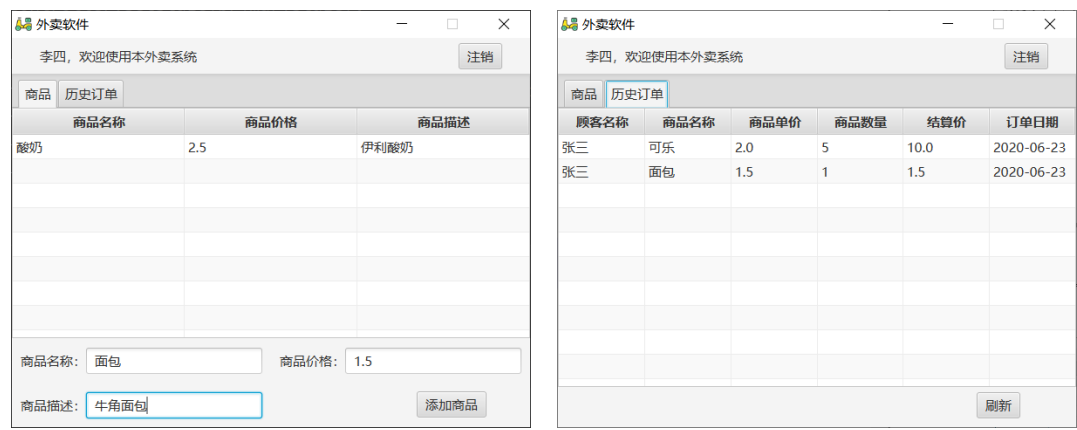 外卖软件
李四，欢迎使用本外卖系统 注销
商品 历史订单
商品名称 商品价格 商品描述
酸奶 2.5 伊利酸奶
商品名称： 面包 商品价格： 1.5
商品描述： 牛角面包 添加商品
外卖软件
李四，欢迎使用本外卖系统 注销
商品 历史订单
顾客名称 商品名称 商品单价 商品数量 结算价 订单日期
张三 可乐 2.0 5 10.0 2020-06-23
张三 面包 1.5 1 1.5 2020-06-23
刷新